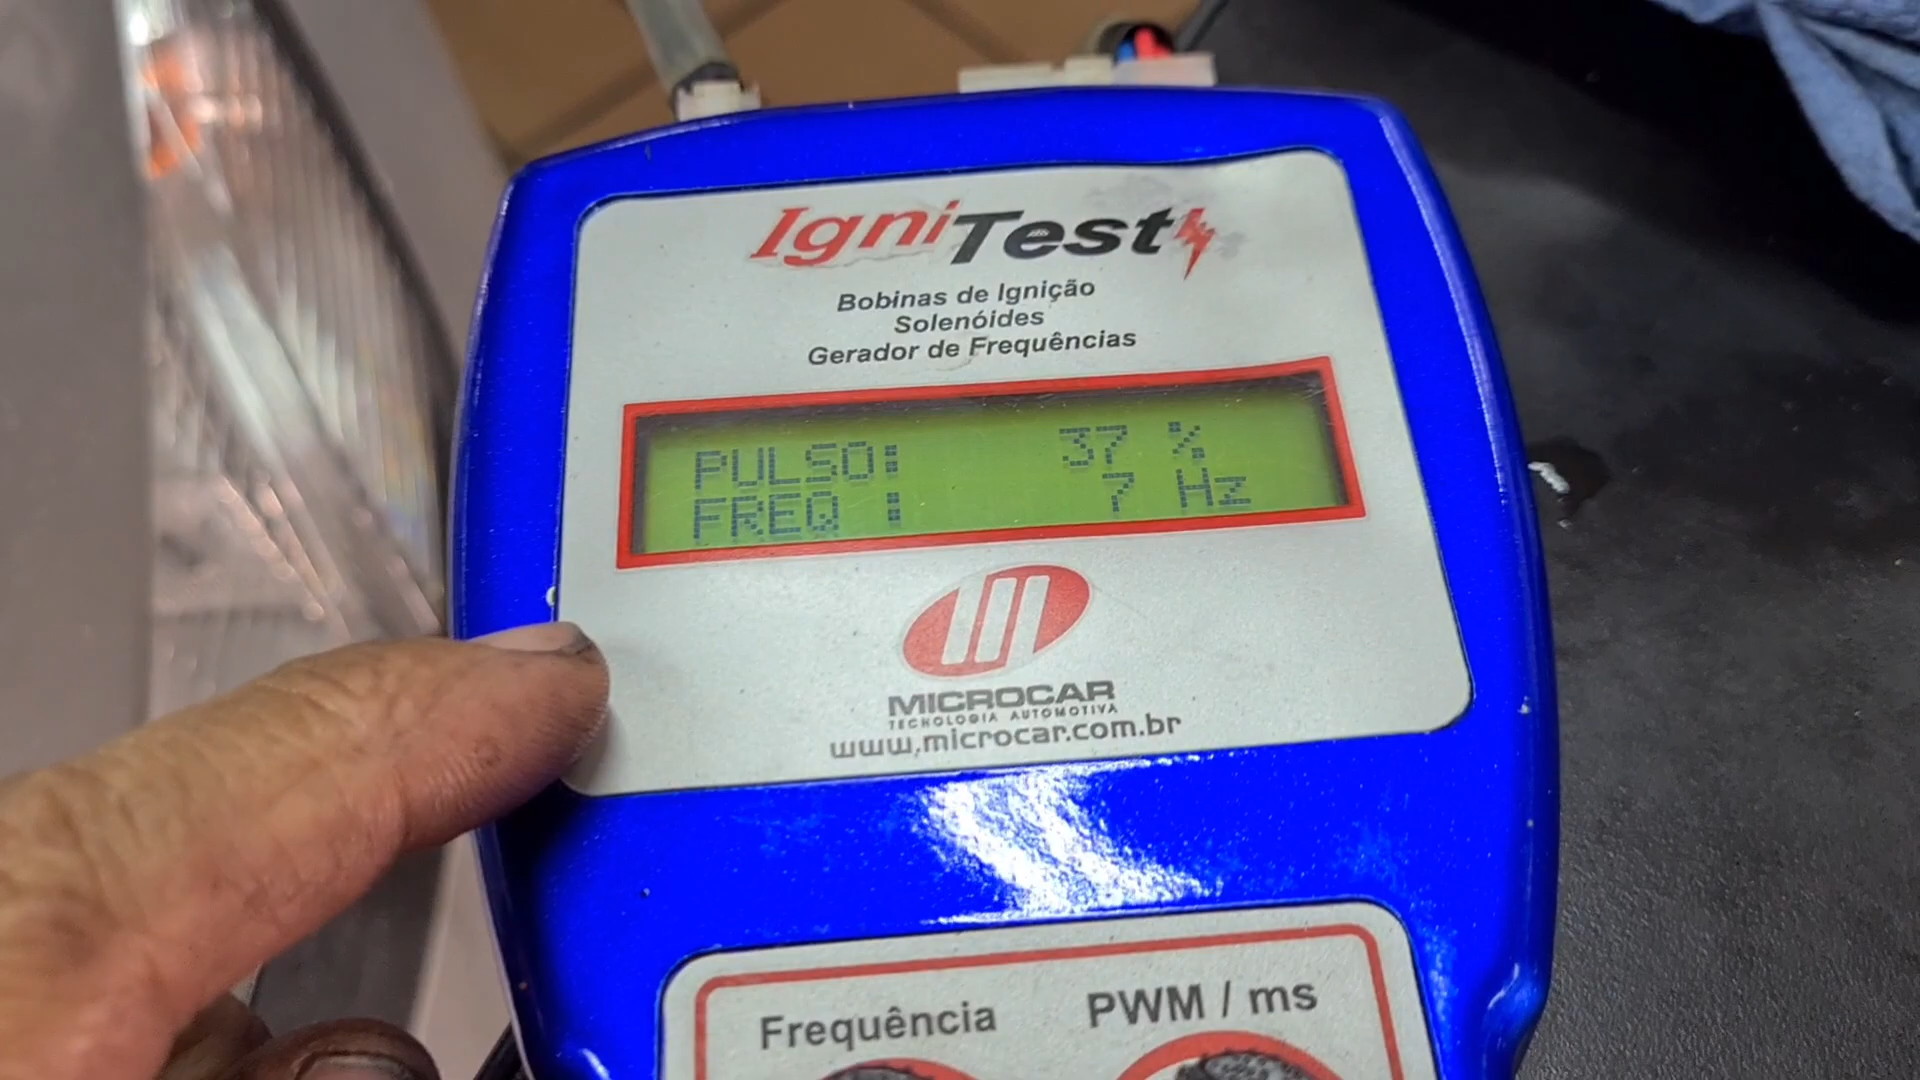 IgniTest
Bobinas de Ignição
Solenóides
Gerador de Frequências
PULSO: 37 %
FREQ : 7 Hz
MICROCAR
TECNOLOGIA AUTOMOTIVA
www.microcar.com.br
Frequência PWM / ms